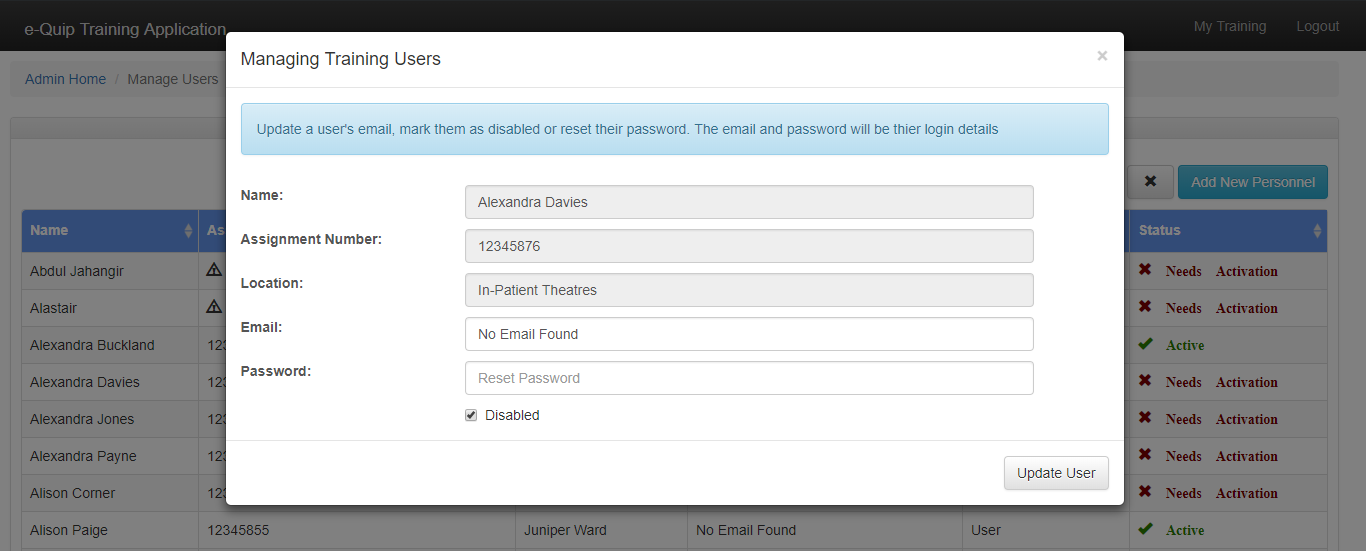 e-Quip Training Application
My Training Logout
Managing Training Users ×
Admin Home / Manage Users
Update a user's email, mark them as disabled or reset their password. The email and password will be thier login details
Add New Personnel
Name: Alexandra Davies
Assignment Number: 12345876
Location: In-Patient Theatres
Email: No Email Found
Password: Reset Password
Disabled
Update User
Name As Status
Abdul Jahangir Needs Activation
Alastair Needs Activation
Alexandra Buckland 123 Active
Alexandra Davies 123 Needs Activation
Alexandra Jones 123 Needs Activation
Alexandra Payne 123 Needs Activation
Alison Corner 123 Needs Activation
Alison Paige 12345855 Juniper Ward No Email Found User Active